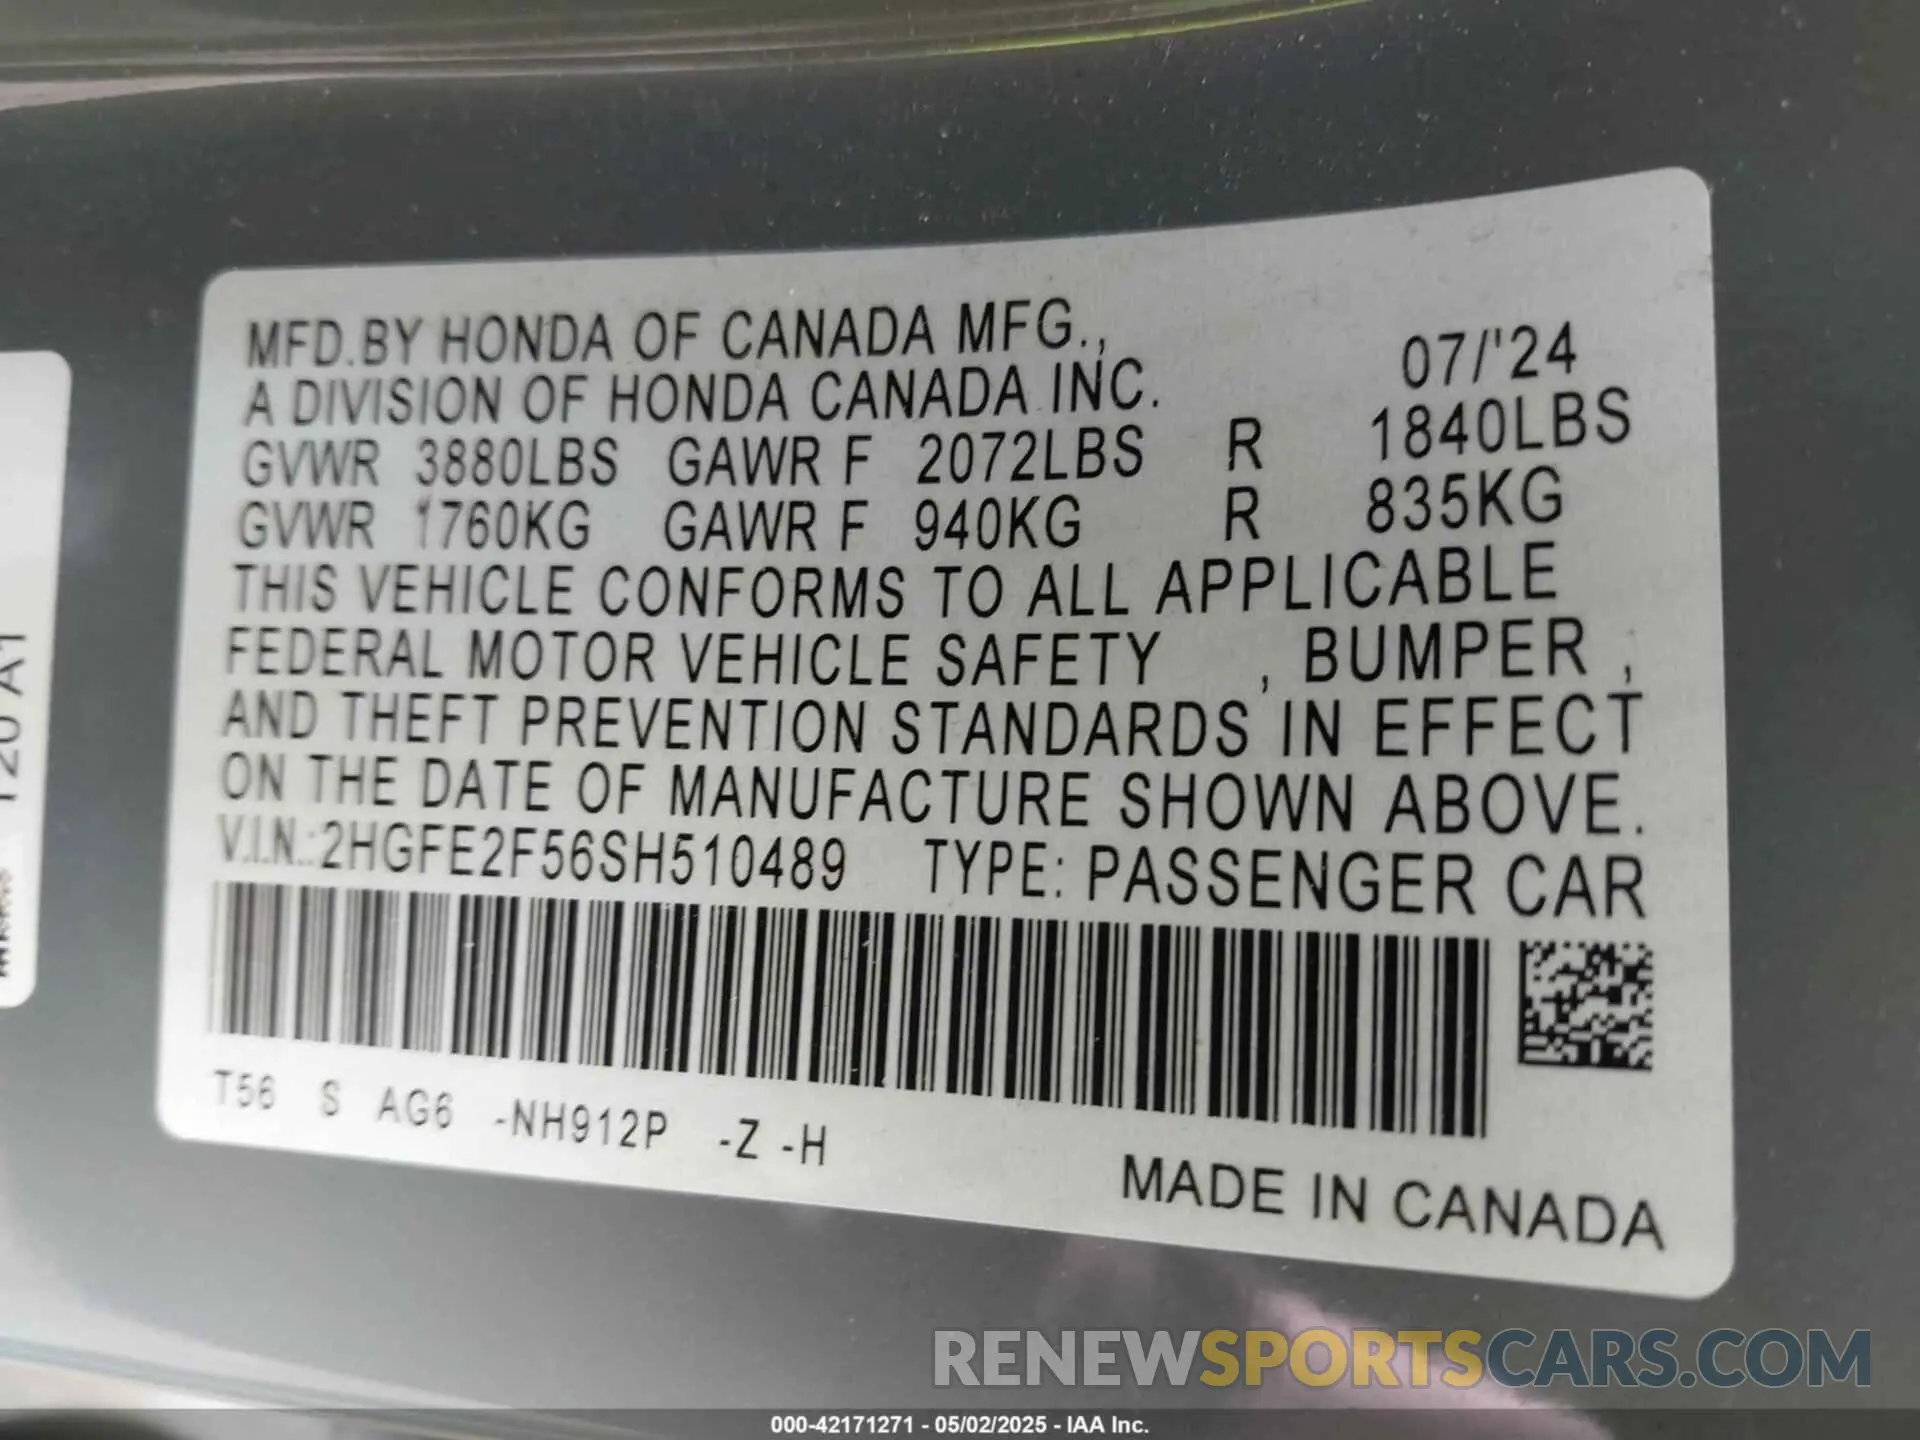 MFD.BY HONDA OF CANADA MFG.,
A DIVISION OF HONDA CANADA INC. 07/'24
GVWR 3880LBS GAWR F 2072LBS R 1840LBS
GVWR 1760KG GAWR F 940KG R 835KG
THIS VEHICLE CONFORMS TO ALL APPLICABLE
FEDERAL MOTOR VEHICLE SAFETY , BUMPER ,
AND THEFT PREVENTION STANDARDS IN EFFECT
ON THE DATE OF MANUFACTURE SHOWN ABOVE.
V.I.N.:2HGFE2F56SH510489 TYPE: PASSENGER CAR
T56 S AG6 -NH912P -Z -H
MADE IN CANADA
120 A1
RENEWSPORTSCARS.COM
000-42171271 - 05/02/2025 - IAA Inc.